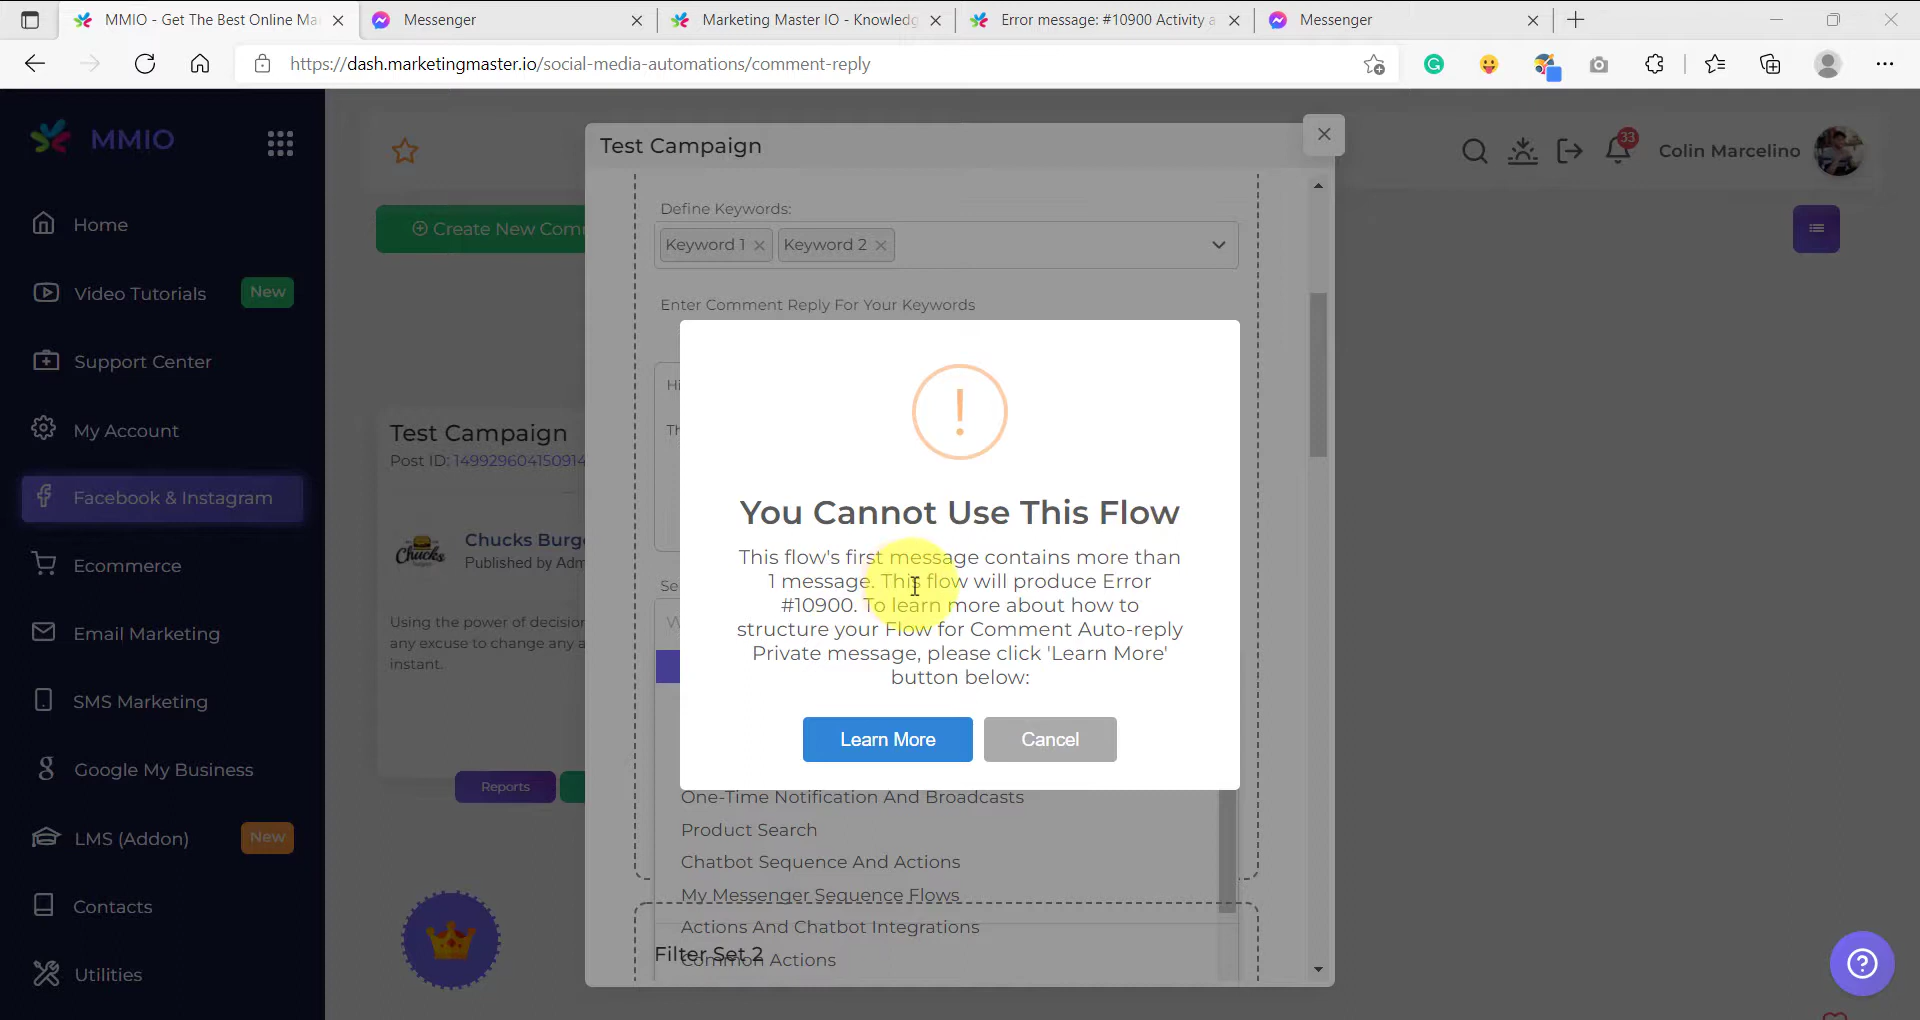 MMIO - Get The Best Online Ma
Messenger
Marketing Master IO - Knowledg
Error message: #10900 Activity a
Messenger
https://dash.marketingmaster.io/social-media-automations/comment-reply
MMIO
Home
Video Tutorials
New
Support Center
My Account
Facebook & Instagram
Ecommerce
Email Marketing
SMS Marketing
Google My Business
LMS (Addon)
New
Contacts
Utilities
33
Colin Marcelino
Create New Com
Test Campaign
Post ID: 149929604150914
Chucks
Chucks Burge
Published by Adm
Using the power of decision
any excuse to change any a
instant.
Reports
Test Campaign
Define Keywords:
Keyword 1
Keyword 2
Enter Comment Reply For Your Keywords
Hi
Th
Se
W
You Cannot Use This Flow
This flow's first message contains more than
1 message. This flow will produce Error
#10900. To learn more about how to
structure your Flow for Comment Auto-reply
Private message, please click 'Learn More'
button below:
Learn More
Cancel
One-Time Notification And Broadcasts
Product Search
Chatbot Sequence And Actions
My Messenger Sequence Flows
Actions And Chatbot Integrations
Filter Set 2
Common Actions